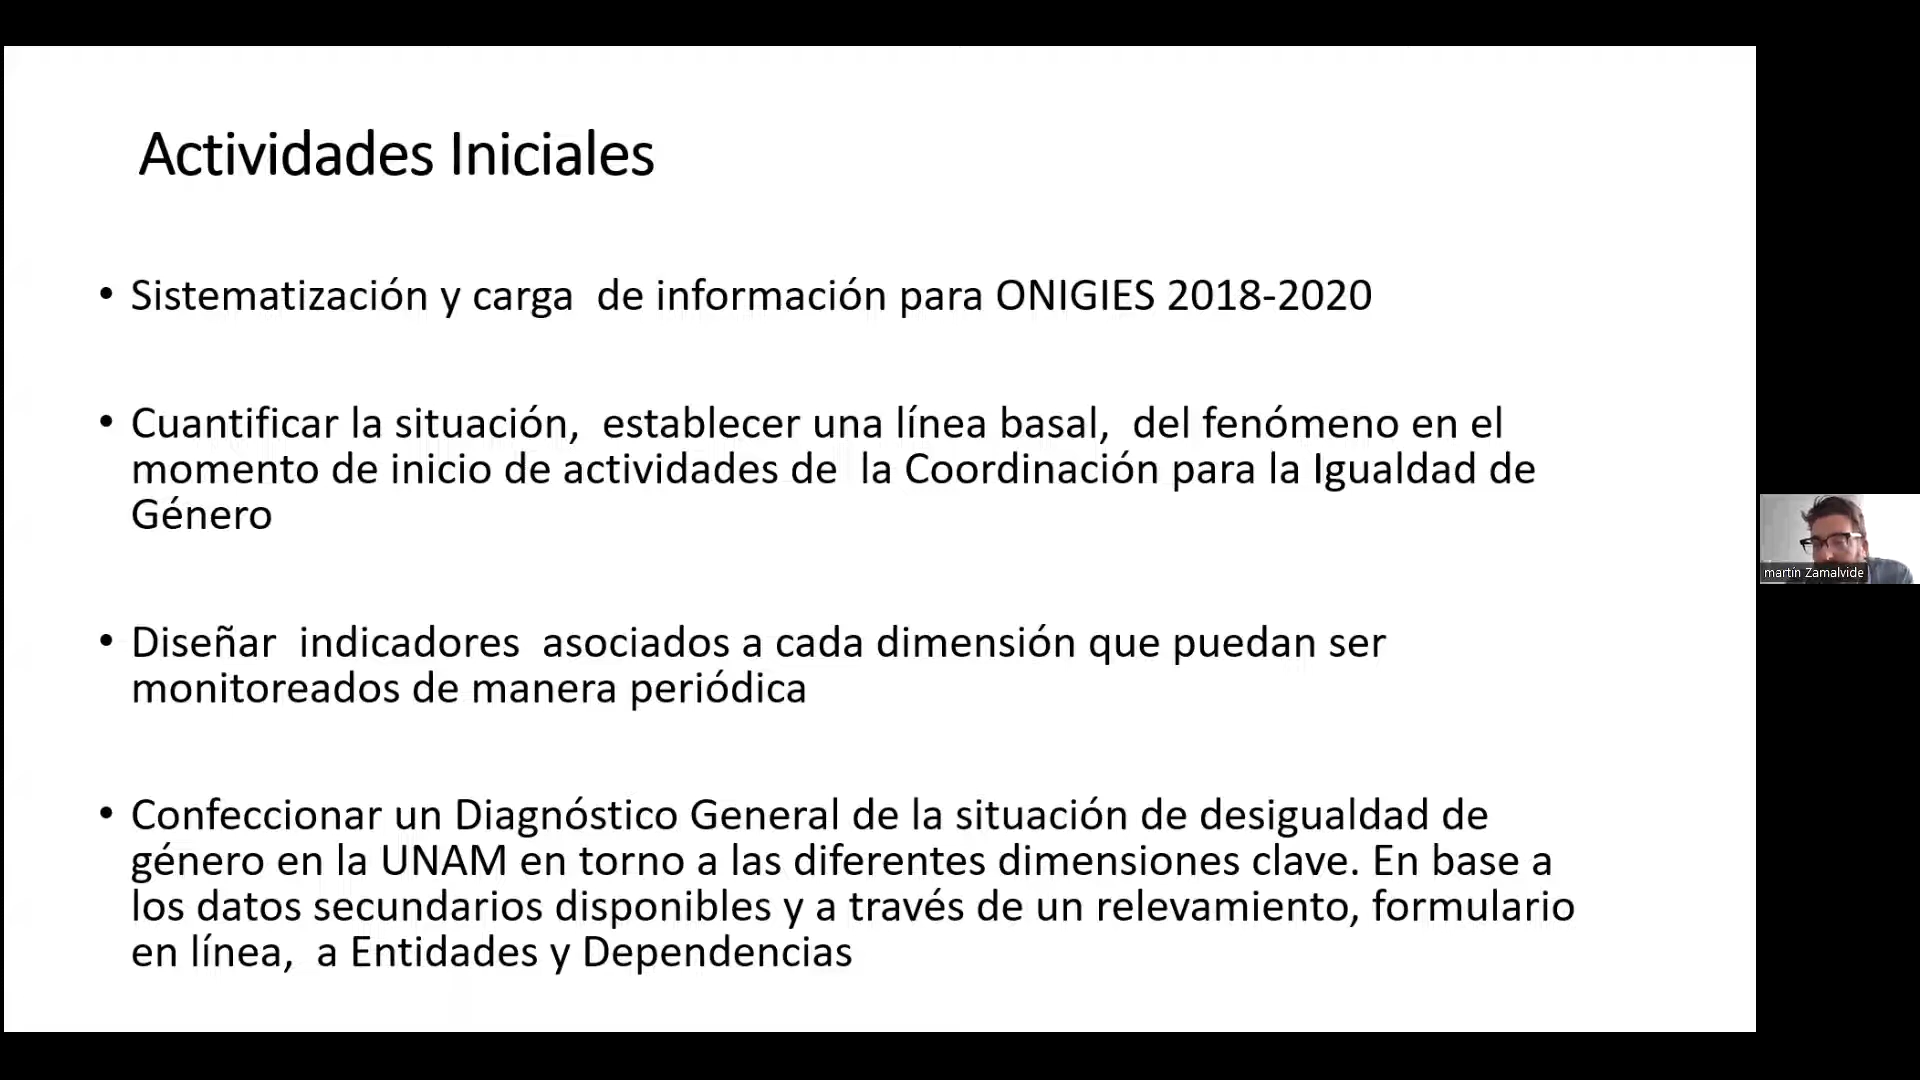 Actividades Iniciales
• Sistematización y carga  de información para ONIGIES 2018-2020
• Cuantificar la situación,  establecer una línea basal,  del fenómeno en el
momento de inicio de actividades de  la Coordinación para la Igualdad de
Género
• Diseñar  indicadores  asociados a cada dimensión que puedan ser
monitoreados de manera periódica
• Confeccionar un Diagnóstico General de la situación de desigualdad de
género en la UNAM en torno a las diferentes dimensiones clave. En base a
los datos secundarios disponibles y a través de un relevamiento, formulario
en línea,  a Entidades y Dependencias
martín Zamalvide